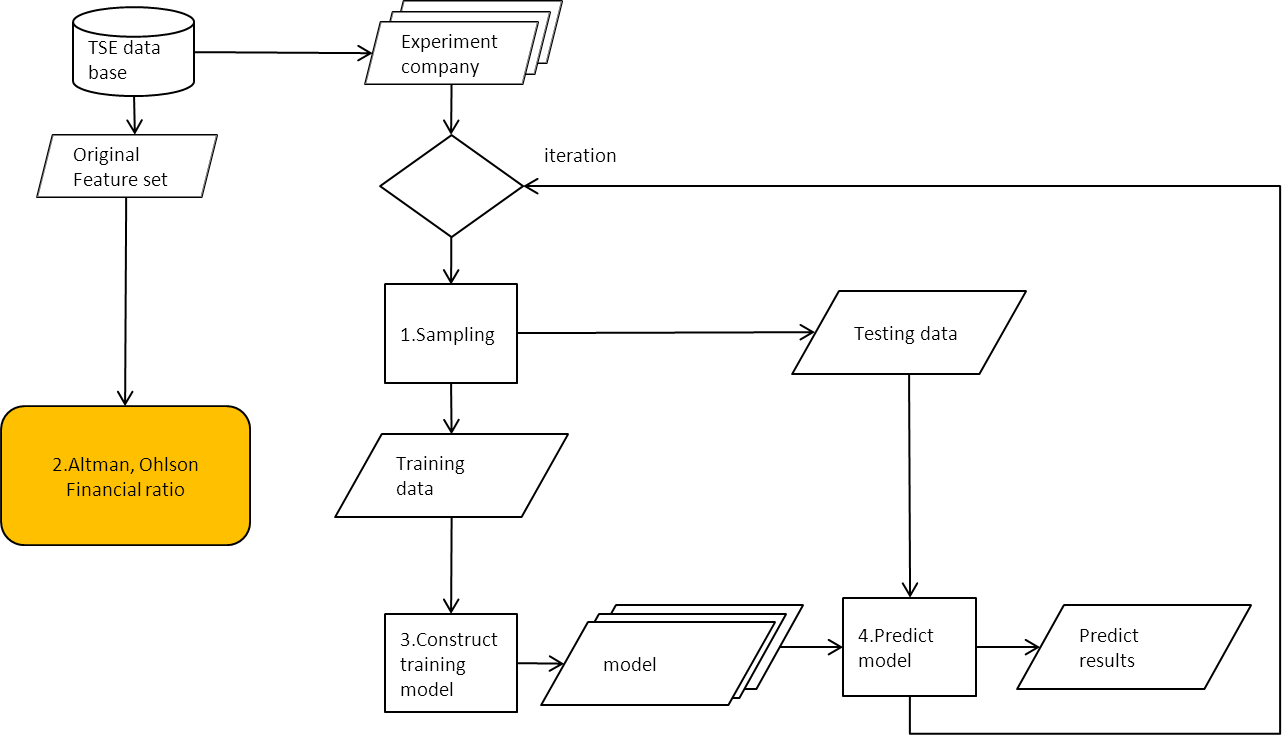 TSE data
base
Experiment
company
Original
Feature set
iteration
1.Sampling
Testing data
2.Altman, Ohlson
Financial ratio
Training
data
3.Construct
training
model
model
4.Predict
model
Predict
results